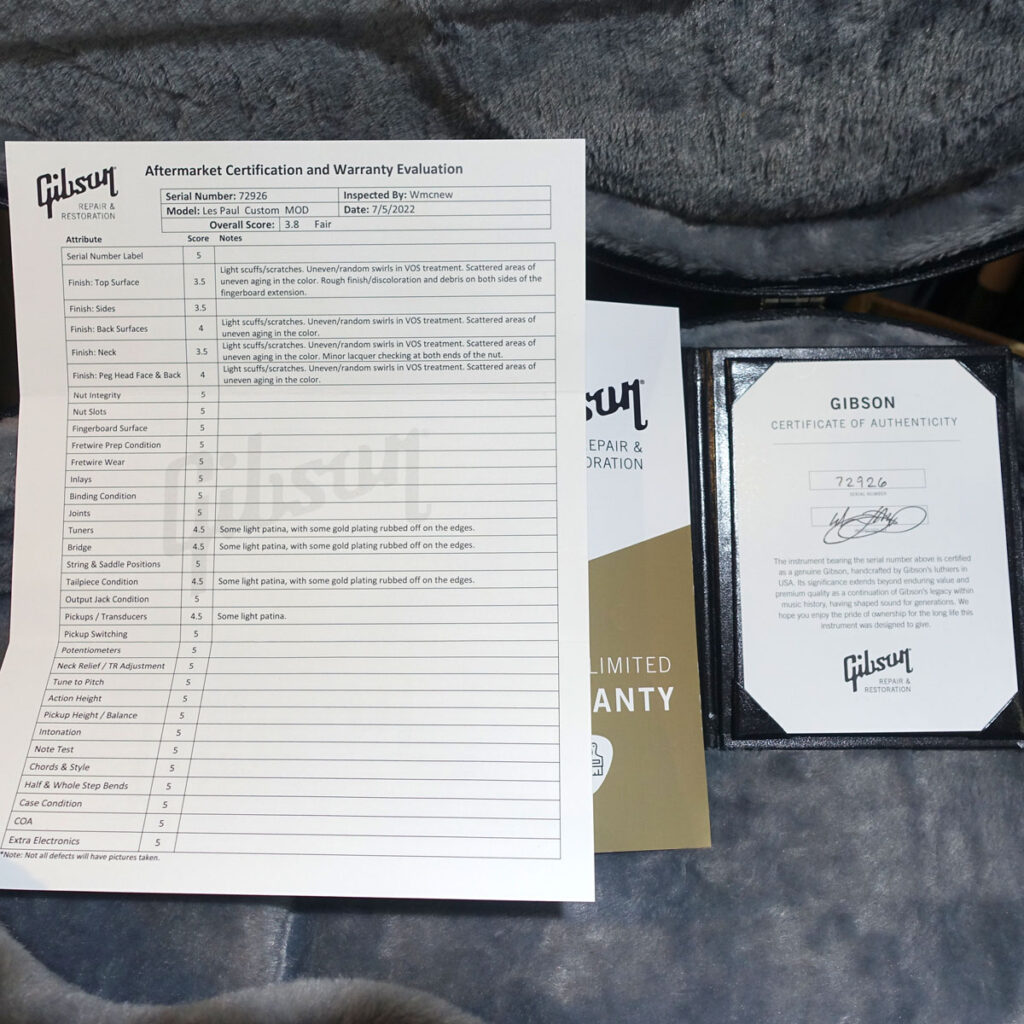 Gibson
REPAIR &
RESTORATION
Aftermarket Certification and Warranty Evaluation
Serial Number: 72926 Inspected By: Wmcnew
Model: Les Paul Custom MOD Date: 7/5/2022
Overall Score: 3.8 Fair
Attribute Score Notes
Serial Number Label 5
Finish: Top Surface 3.5 Light scuffs/scratches. Uneven/random swirls in VOS treatment. Scattered areas of
uneven aging in the color. Rough finish/discoloration and debris on both sides of the
fingerboard extension.
Finish: Sides 3.5
Finish: Back Surfaces 4 Light scuffs/scratches. Uneven/random swirls in VOS treatment. Scattered areas of
uneven aging in the color.
Finish: Neck 3.5 Light scuffs/scratches. Uneven/random swirls in VOS treatment. Scattered areas of
uneven aging in the color. Minor lacquer checking at both ends of the nut.
Finish: Peg Head Face & Back 4 Light scuffs/scratches. Uneven/random swirls in VOS treatment. Scattered areas of
uneven aging in the color.
Nut Integrity 5
Nut Slots 5
Fingerboard Surface 5
Fretwire Prep Condition 5
Fretwire Wear 5
Inlays 5
Binding Condition 5
Joints 5
Tuners 4.5 Some light patina, with some gold plating rubbed off on the edges.
Bridge 4.5 Some light patina, with some gold plating rubbed off on the edges.
String & Saddle Positions 5
Tailpiece Condition 4.5 Some light patina, with some gold plating rubbed off on the edges.
Output Jack Condition 5
Pickups / Transducers 4.5 Some light patina.
Pickup Switching 5
Potentiometers 5
Neck Relief / TR Adjustment 5
Tune to Pitch 5
Action Height 5
Pickup Height / Balance 5
Intonation 5
Note Test 5
Chords & Style 5
Half & Whole Step Bends 5
Case Condition 5
COA 5
Extra Electronics 5
*Note: Not all defects will have pictures taken.
Gibson
son
EPAIR &
ORATION
LIMITED
ANTY
GIBSON
CERTIFICATE OF AUTHENTICITY
72926
SERIAL NUMBER
The instrument bearing the serial number above is certified
as a genuine Gibson, handcrafted by Gibson's luthiers in
USA. Its significance extends beyond enduring value and
premium quality as a continuation of Gibson's legacy within
music history, having shaped sound for generations. We
hope you enjoy the pride of ownership for the long life this
instrument was designed to give.
Gibson
REPAIR &
RESTORATION